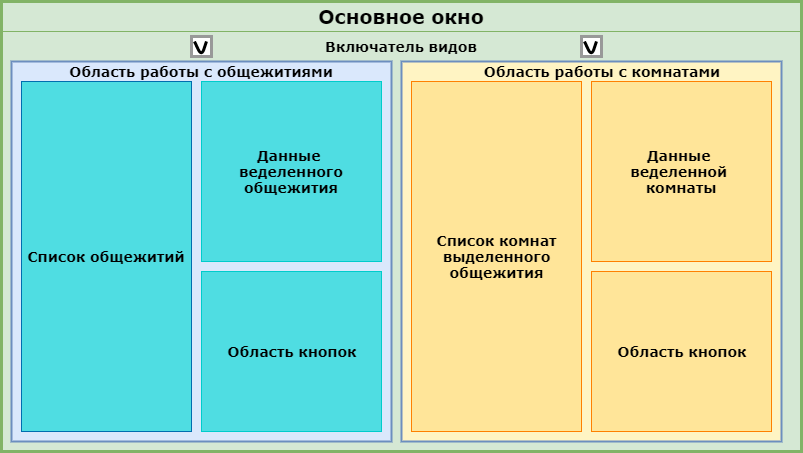 Основное окно
Включатель видов
Область работы с общежитиями
Список общежитий
Данные
веделенного
общежития
Область кнопок
Область работы с комнатами
Список комнат
выделенного
общежития
Данные
веделенной
комнаты
Область кнопок